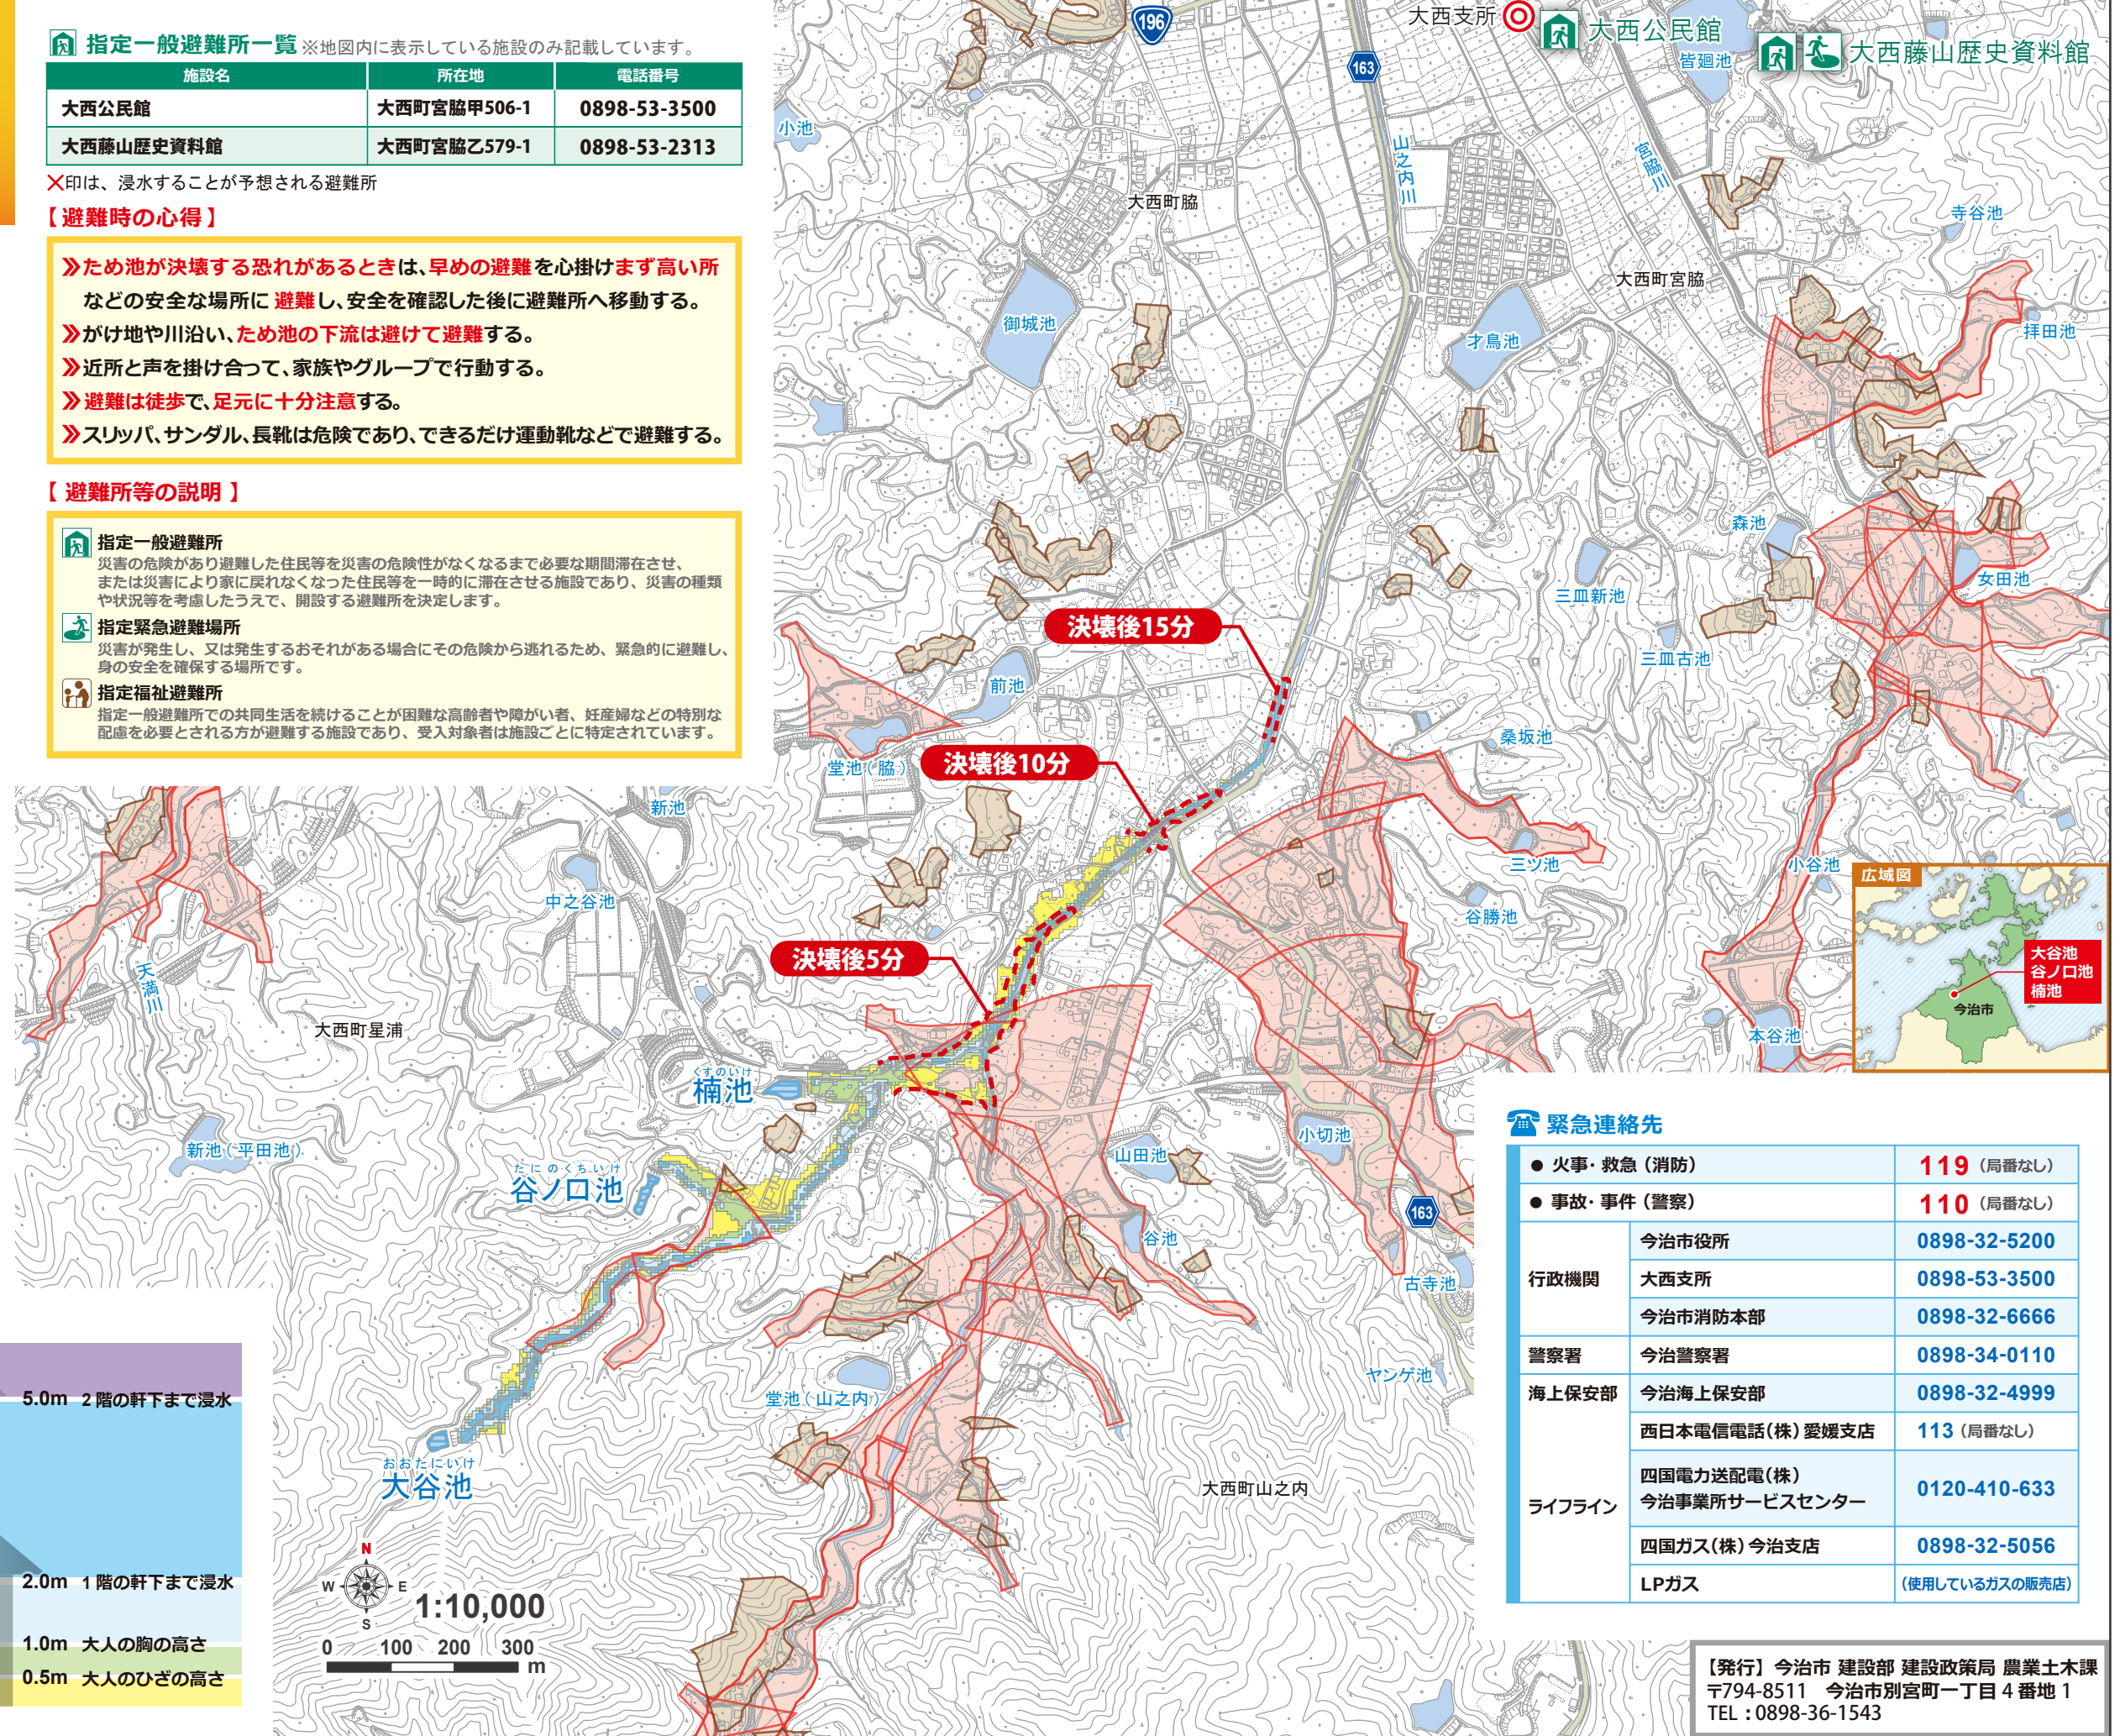 指定一般避難所一覧 ※地図内に表示している施設のみ記載しています。
施設名 所在地 電話番号
大西公民館 大西町宮脇甲506-1 0898-53-3500
大西藤山歴史資料館 大西町宮脇乙579-1 0898-53-2313
×印は、浸水することが予想される避難所
【避難時の心得】
≫ため池が決壊する恐れがあるときは、早めの避難を心掛けまず高い所
などの安全な場所に避難し、安全を確認した後に避難所へ移動する。
≫がけ地や川沿い、ため池の下流は避けて避難する。
≫近所と声を掛け合って、家族やグループで行動する。
≫避難は徒歩で、足元に十分注意する。
≫スリッパ、サンダル、長靴は危険であり、できるだけ運動靴などで避難する。
【避難所等の説明】
指定一般避難所
災害の危険があり避難した住民等を災害の危険性がなくなるまで必要な期間滞在させ、
または災害により家に戻れなくなった住民等を一時的に滞在させる施設であり、災害の種類
や状況等を考慮したうえで、開設する避難所を決定します。
指定緊急避難場所
災害が発生し、又は発生するおそれがある場合にその危険から逃れるため、緊急的に避難し、
身の安全を確保する場所です。
指定福祉避難所
指定一般避難所での共同生活を続けることが困難な高齢者や障がい者、妊産婦などの特別な
配慮を必要とされる方が避難する施設であり、受入対象者は施設ごとに特定されています。
196
大西支所
大西公民館
大西藤山歴史資料館
皆廻池
163
小池
山之内川
宮脇川
大西町脇
寺谷池
大西町宮脇
御城池
才鳥池
拝田池
森池
女田池
三皿新池
三皿古池
決壊後15分
前池
桑坂池
堂池(脇)
決壊後10分
新池
三ツ池
小谷池
中之谷池
谷勝池
決壊後5分
天満川
大西町星浦
本谷池
広域図
大谷池
谷ノ口池
楠池
今治市
くすのいけ
楠池
新池(平田池)
たにのくちいけ
谷ノ口池
山田池
小切池
163
谷池
古寺池
ヤンゲ池
堂池(山之内)
おおたにいけ
大谷池
大西町山之内
5.0m 2階の軒下まで浸水
2.0m 1階の軒下まで浸水
1.0m 大人の胸の高さ
0.5m 大人のひざの高さ
N
W E
S
1:10,000
0 100 200 300
m
緊急連絡先
● 火事・救急(消防) 119 (局番なし)
● 事故・事件(警察) 110 (局番なし)
行政機関
今治市役所 0898-32-5200
大西支所 0898-53-3500
今治市消防本部 0898-32-6666
警察署 今治警察署 0898-34-0110
海上保安部 今治海上保安部 0898-32-4999
ライフライン
西日本電信電話(株)愛媛支店 113 (局番なし)
四国電力送配電(株)
今治事業所サービスセンター 0120-410-633
四国ガス(株)今治支店 0898-32-5056
LPガス (使用しているガスの販売店)
【発行】今治市 建設部 建設政策局 農業土木課
〒794-8511 今治市別宮町一丁目4番地1
TEL:0898-36-1543